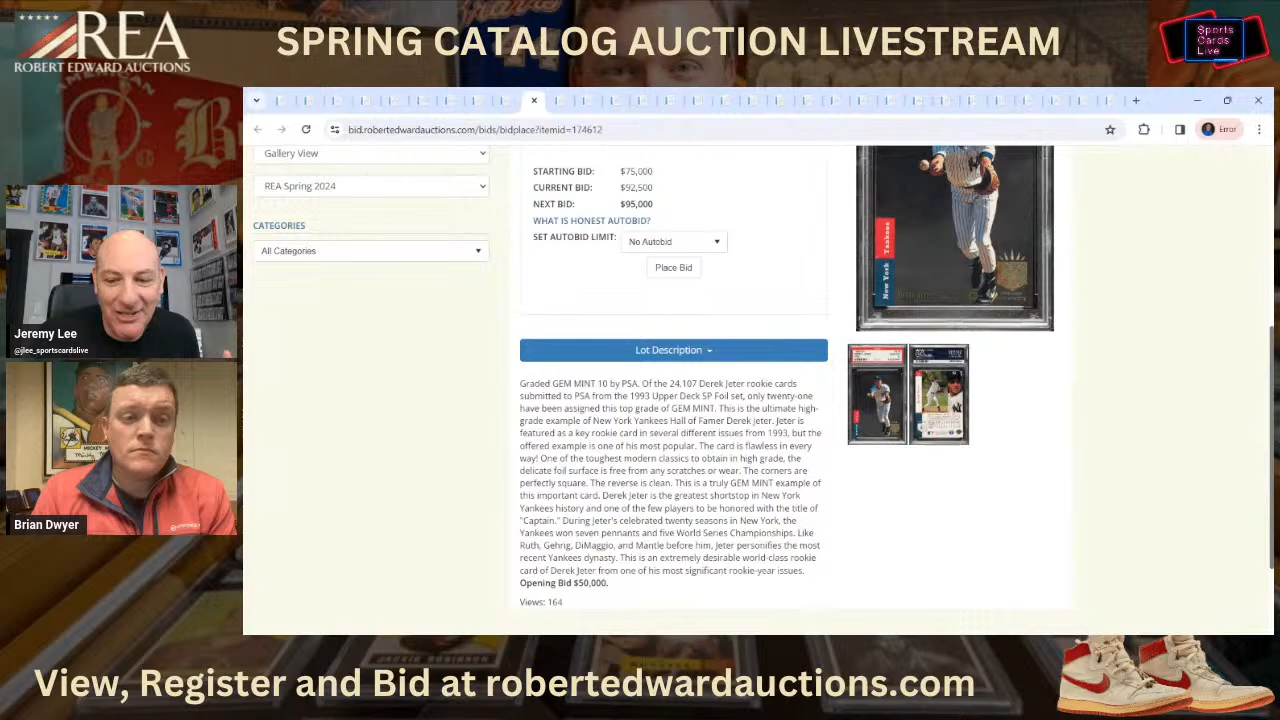 REA
ROBERT EDWARD AUCTIONS
SPRING CATALOG AUCTION LIVESTREAM
Sports
Cards
Live
bid.robertedwardauctions.com/bids/bidplace?itemid=174612
Error
Gallery View
REA Spring 2024
CATEGORIES
All Categories
STARTING BID: $75,000
CURRENT BID: $92,500
NEXT BID: $95,000
WHAT IS HONEST AUTOBID?
SET AUTOBID LIMIT: No Autobid
Place Bid
New York Yankees
Lot Description
Graded GEM MINT 10 by PSA. Of the 24,107 Derek Jeter rookie cards
submitted to PSA from the 1993 Upper Deck SP Foil set, only twenty-one
have been assigned this top grade of GEM MINT. This is the ultimate high-
grade example of New York Yankees Hall of Famer Derek Jeter. Jeter is
featured as a key rookie card in several different issues from 1993, but the
offered example is one of his most popular. The card is flawless in every
way! One of the toughest modern classics to obtain in high grade, the
delicate foil surface is free from any scratches or wear. The corners are
perfectly square. The reverse is clean. This is a truly GEM MINT example of
this important card. Derek Jeter is the greatest shortstop in New York
Yankees history and one of the few players to be honored with the title of
"Captain." During Jeter's celebrated twenty seasons in New York, the
Yankees won seven pennants and five World Series Championships. Like
Ruth, Gehrig, DiMaggio, and Mantle before him, Jeter personifies the most
recent Yankees dynasty. This is an extremely desirable world-class rookie
card of Derek Jeter from one of his most significant rookie-year issues.
Opening Bid $50,000.
Views: 164
Jeremy Lee
@jlee_sportscardslive
Brian Dwyer
View, Register and Bid at robertedwardauctions.com